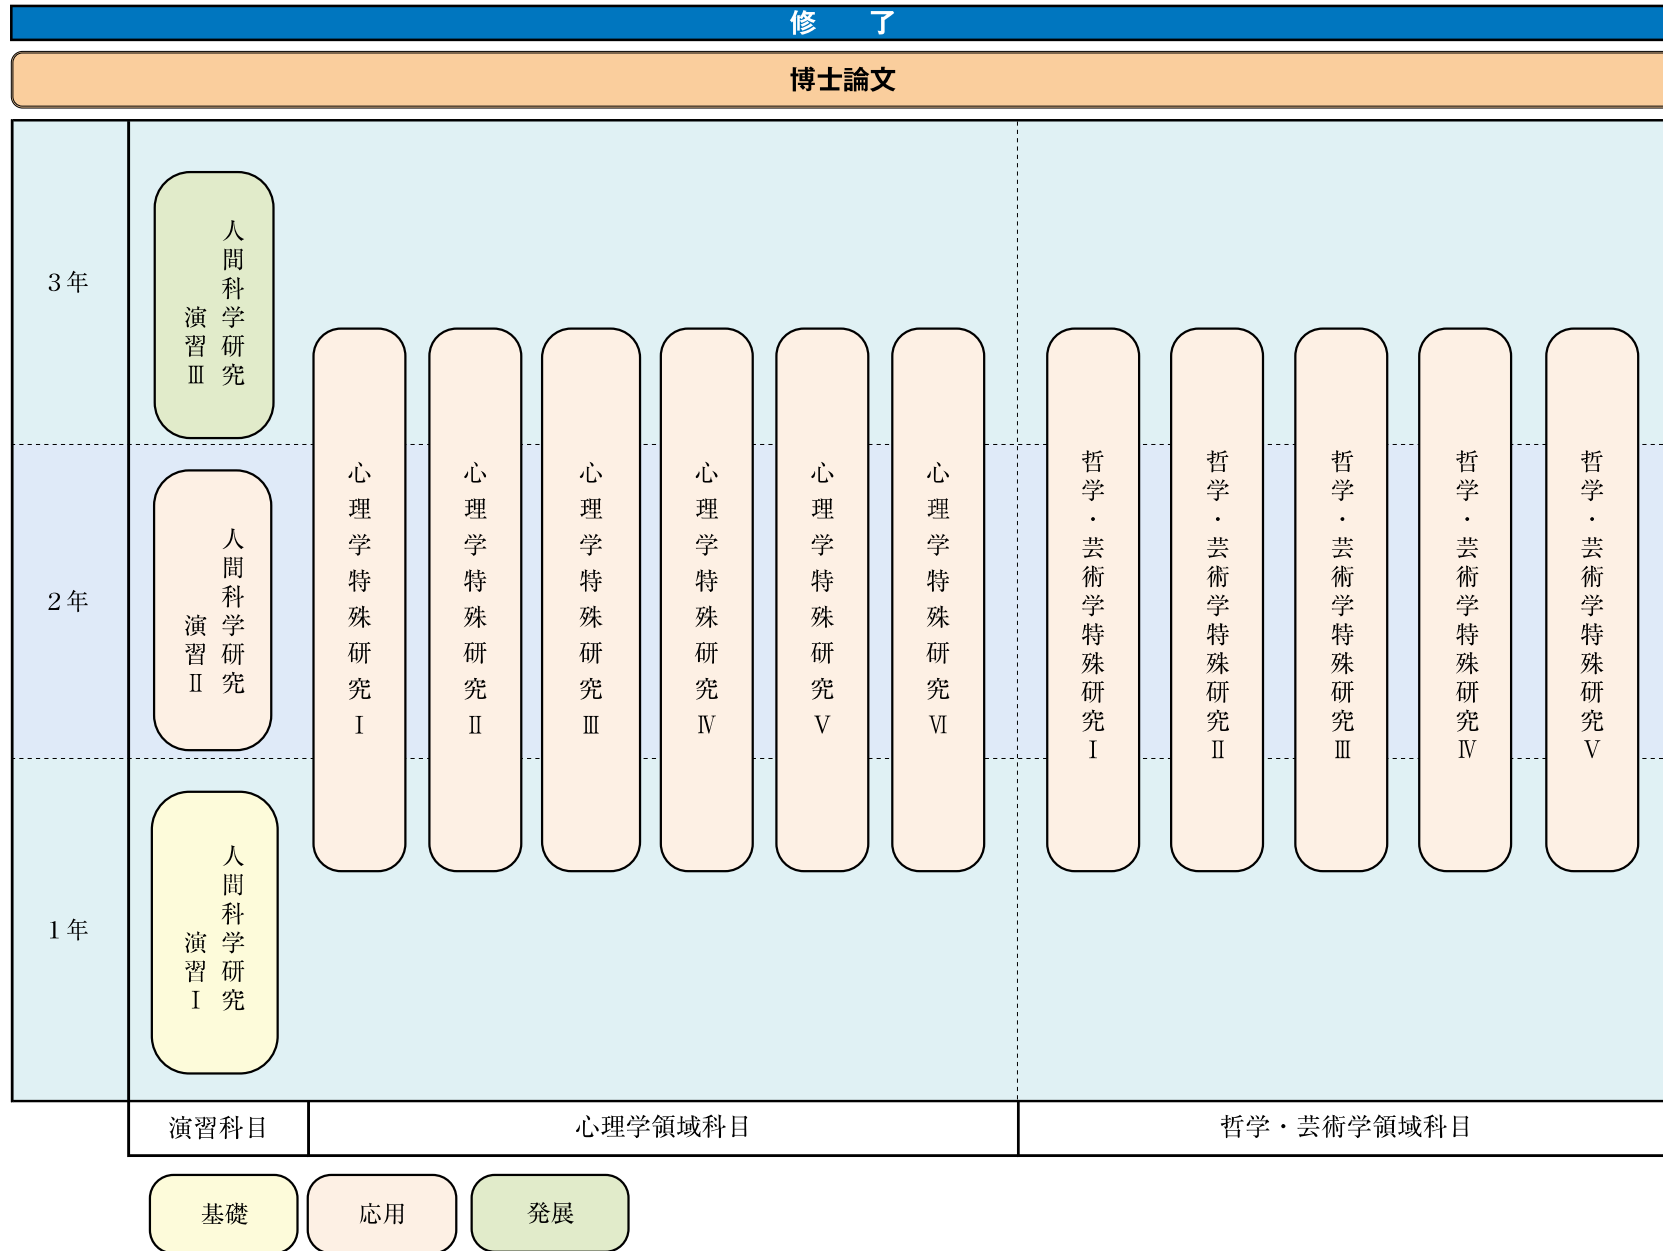 修　了
博士論文
3年
人間科学研究
演習Ⅲ
2年
人間科学研究
演習Ⅱ
1年
人間科学研究
演習Ⅰ
心理学特殊研究Ⅰ
心理学特殊研究Ⅱ
心理学特殊研究Ⅲ
心理学特殊研究Ⅳ
心理学特殊研究Ⅴ
心理学特殊研究Ⅵ
哲学・芸術学特殊研究Ⅰ
哲学・芸術学特殊研究Ⅱ
哲学・芸術学特殊研究Ⅲ
哲学・芸術学特殊研究Ⅳ
哲学・芸術学特殊研究Ⅴ
演習科目
心理学領域科目
哲学・芸術学領域科目
基礎
応用
発展